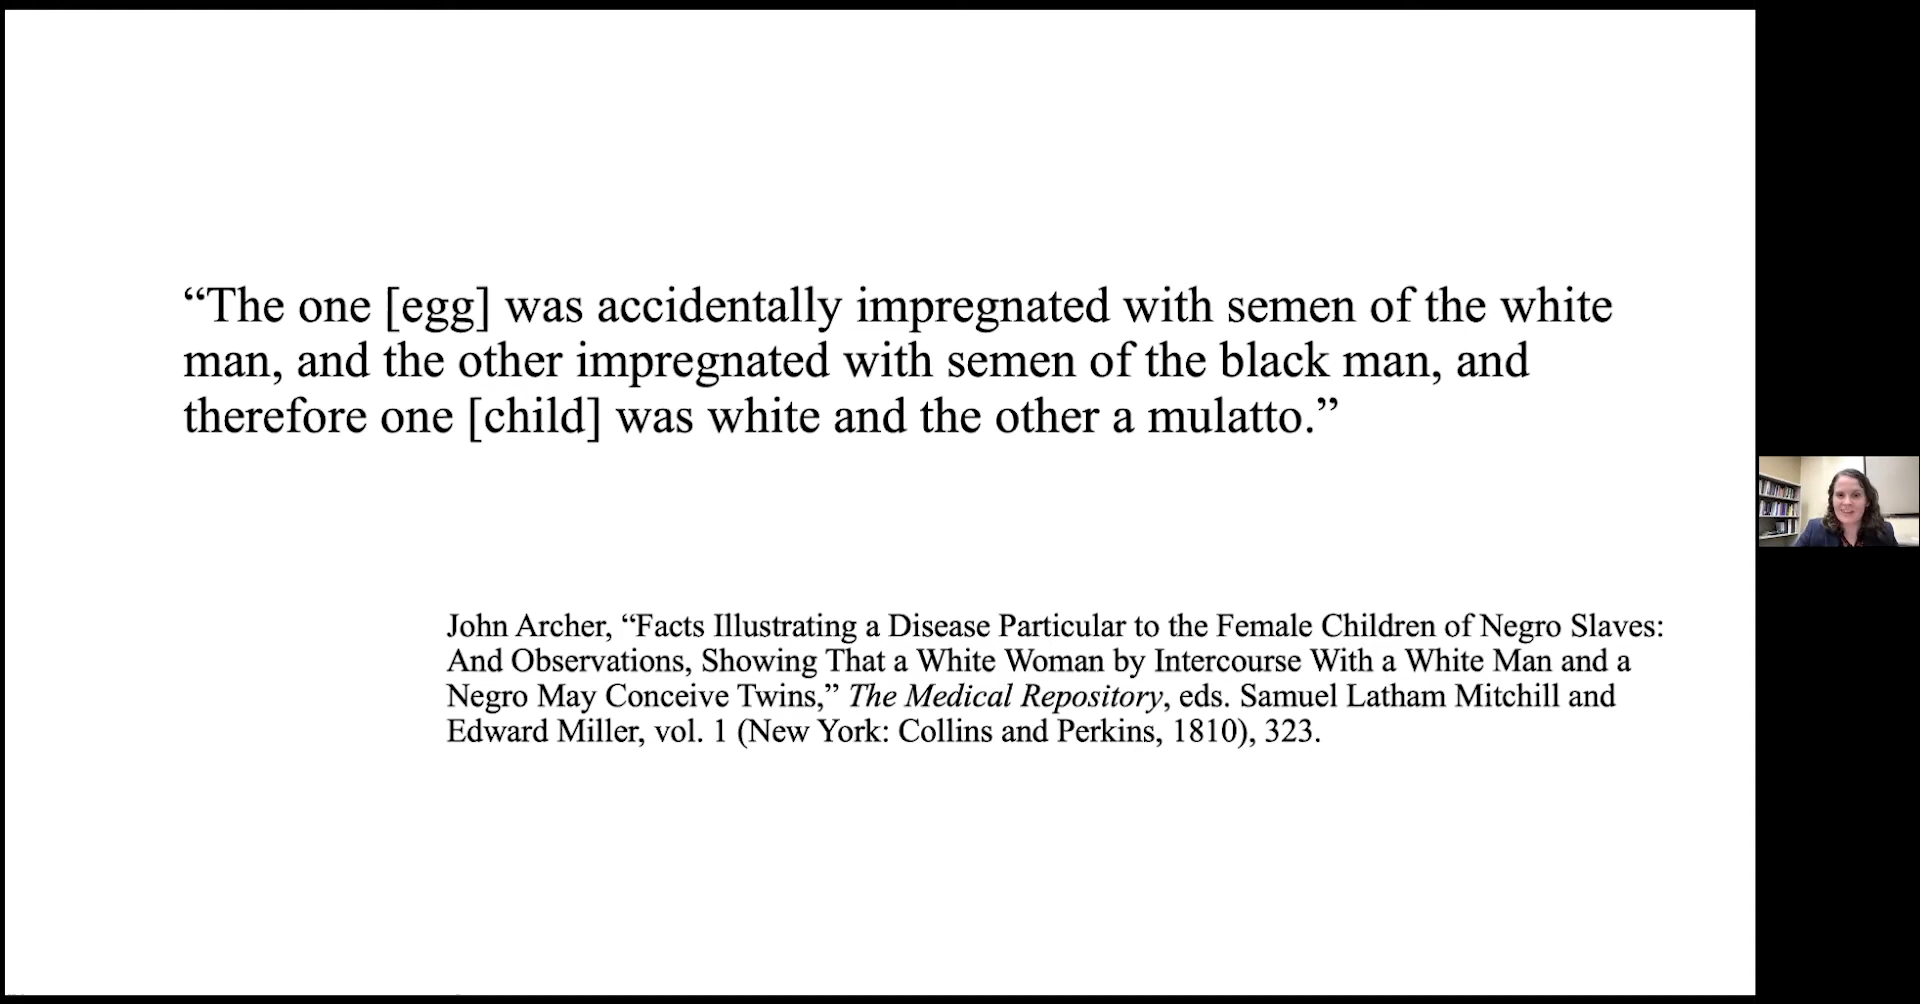 “The one [egg] was accidentally impregnated with semen of the white
man, and the other impregnated with semen of the black man, and
therefore one [child] was white and the other a mulatto.”
John Archer, “Facts Illustrating a Disease Particular to the Female Children of Negro Slaves:
And Observations, Showing That a White Woman by Intercourse With a White Man and a
Negro May Conceive Twins,” The Medical Repository, eds. Samuel Latham Mitchill and
Edward Miller, vol. 1 (New York: Collins and Perkins, 1810), 323.